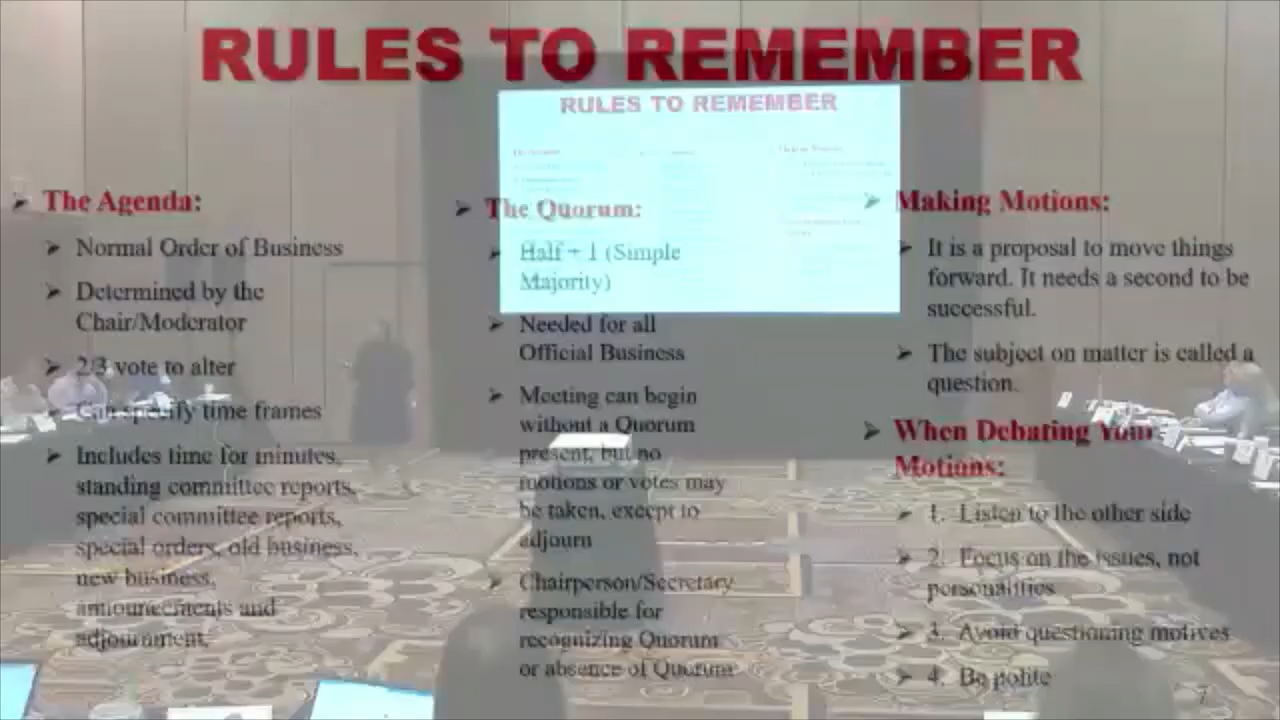 RULES TO REMEMBER
RULES TO REMEMBER
➢ The Agenda:
➢ Normal Order of Business
➢ Determined by the
Chair/Moderator
➢ 2/3 vote to alter
➢ Can specify time frames
➢ Includes time for minutes,
standing committee reports,
special committee reports,
special orders, old business,
new business,
announcements and
adjournment.
➢ The Quorum:
➢ Half + 1 (Simple
Majority)
➢ Needed for all
Official Business
➢ Meeting can begin
without a Quorum
present, but no
motions or votes may
be taken, except to
adjourn
➢ Chairperson/Secretary
responsible for
recognizing Quorum
or absence of Quorum
➢ Making Motions:
➢ It is a proposal to move things
forward. It needs a second to be
successful.
➢ The subject on matter is called a
question.
➢ When Debating Your
Motions:
➢ 1. Listen to the other side
➢ 2. Focus on the issues, not
personalities
➢ 3. Avoid questioning motives
➢ 4. Be polite
7